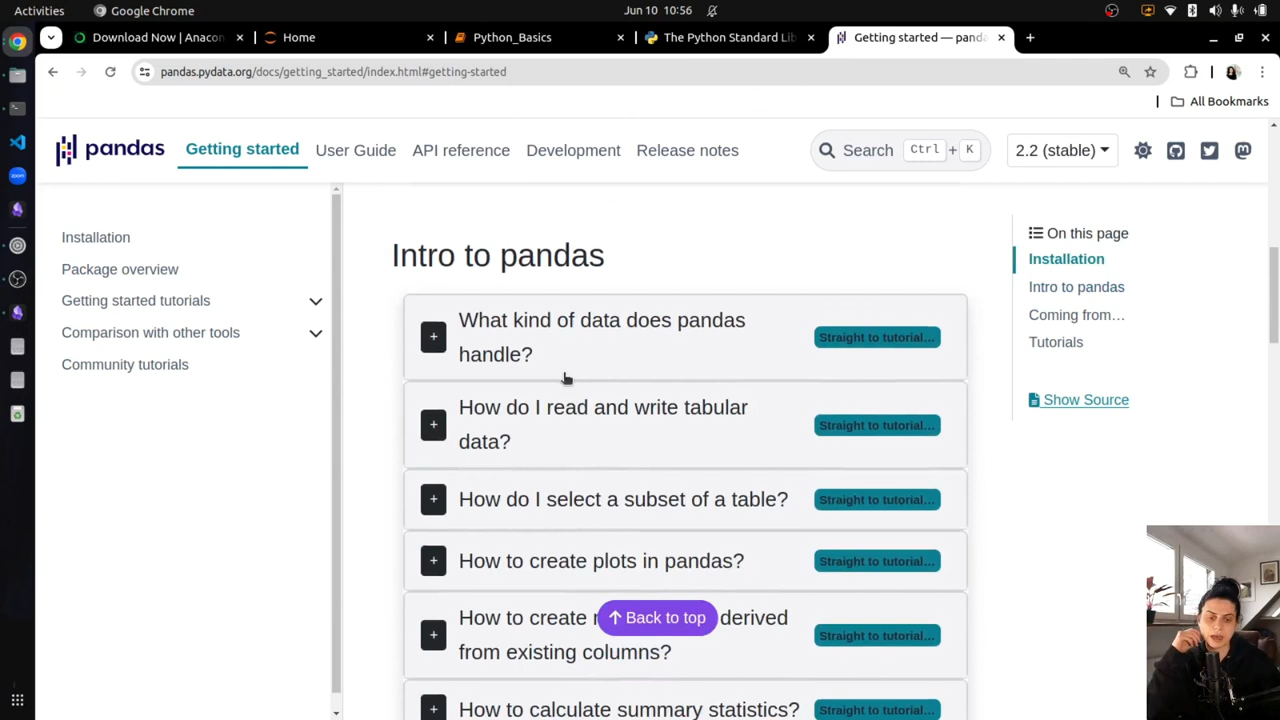 Activities
Google Chrome
Jun 10 10:56
Download Now | Anacon
Home
Python_Basics
The Python Standard Lib
Getting started — panda
pandas.pydata.org/docs/getting_started/index.html#getting-started
All Bookmarks
pandas
Getting started
User Guide
API reference
Development
Release notes
Search Ctrl + K
2.2 (stable)
Installation
Package overview
Getting started tutorials
Comparison with other tools
Community tutorials
Intro to pandas
What kind of data does pandas
handle?
Straight to tutorial...
How do I read and write tabular
data?
Straight to tutorial...
How do I select a subset of a table?
Straight to tutorial...
How to create plots in pandas?
Straight to tutorial...
How to create derived
from existing columns?
Straight to tutorial...
Back to top
How to calculate summary statistics?
Straight to tutorial...
On this page
Installation
Intro to pandas
Coming from...
Tutorials
Show Source
zoom